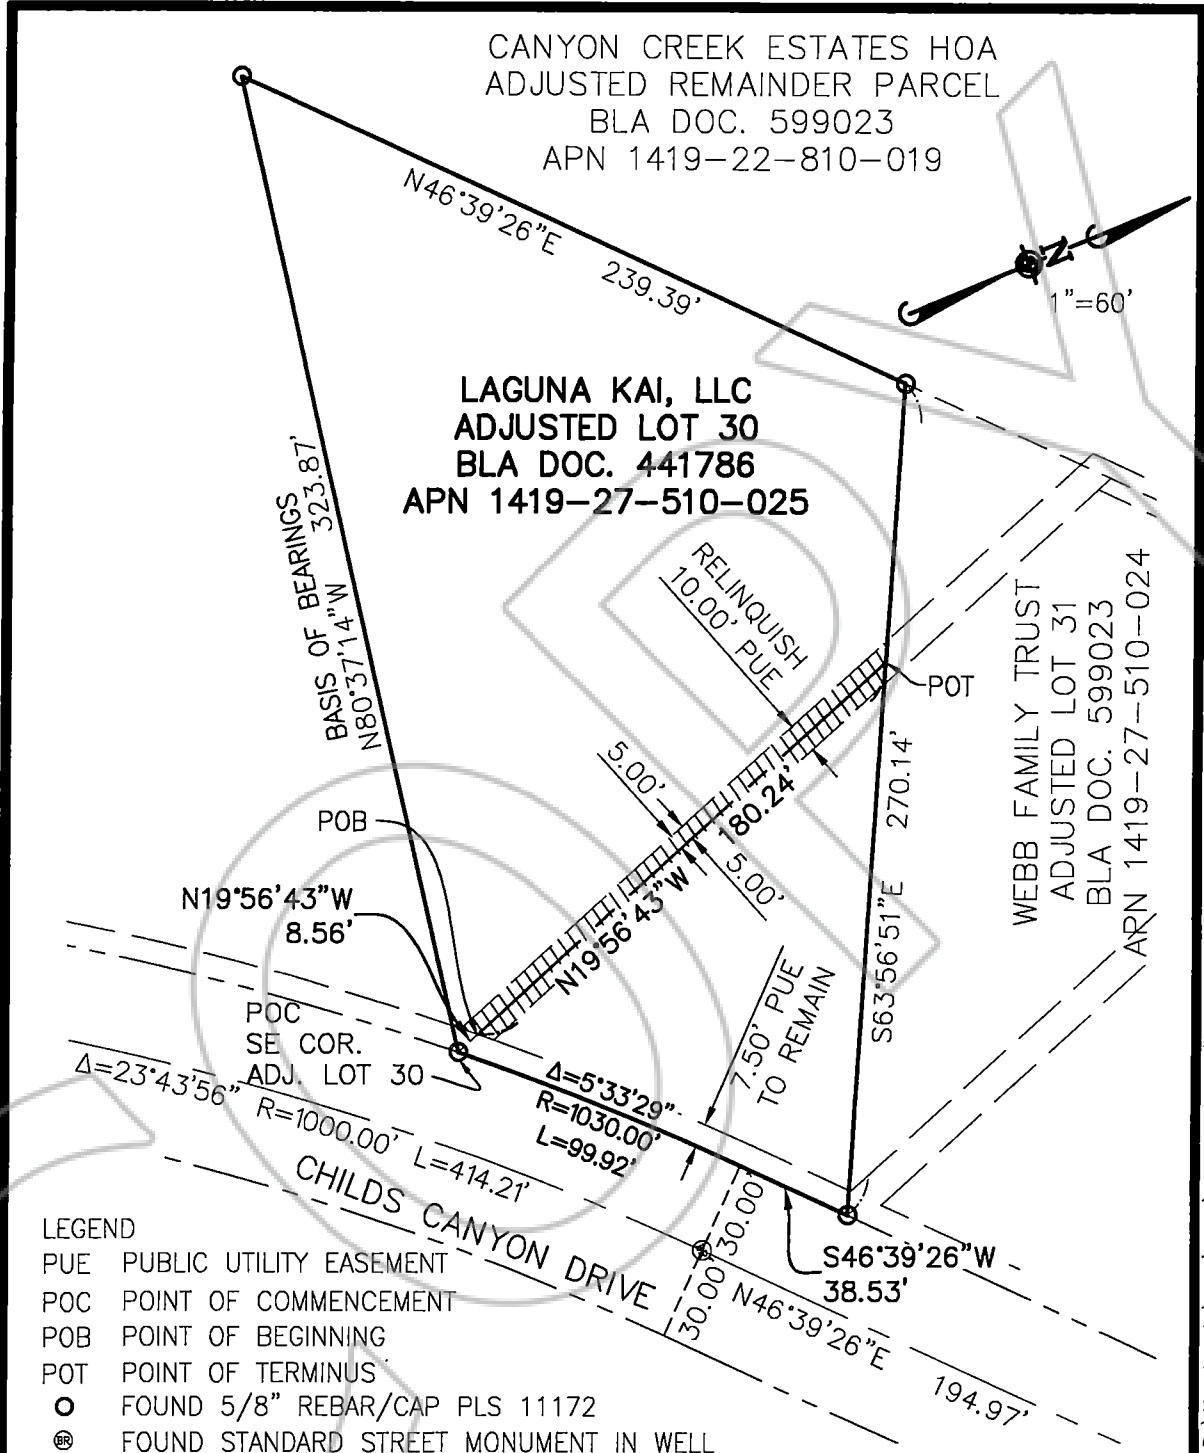 CANYON CREEK ESTATES HOA
ADJUSTED REMAINDER PARCEL
BLA DOC. 599023
APN 1419-22-810-019
N46°39'26"E 239.39'
N
1"=60'
LAGUNA KAI, LLC
ADJUSTED LOT 30
BLA DOC. 441786
APN 1419-27-510-025
BASIS OF BEARINGS
N80°37'14"W 323.87'
RELINQUISH
10.00' PUE
POT
WEBB FAMILY TRUST
ADJUSTED LOT 31
BLA DOC. 599023
APN 1419-27-510-024
5.00'
5.00'
N19°56'43"W 180.24'
S63°56'51"E 270.14'
POB
N19°56'43"W
8.56'
7.50' PUE
TO REMAIN
POC
SE COR.
ADJ. LOT 30
Δ=5°33'29"
R=1030.00'
L=99.92'
Δ=23°43'56" R=1000.00' L=414.21'
CHILDS CANYON DRIVE
30.00'
30.00'
S46°39'26"W
38.53'
N46°39'26"E 194.97'
LEGEND
PUE PUBLIC UTILITY EASEMENT
POC POINT OF COMMENCEMENT
POB POINT OF BEGINNING
POT POINT OF TERMINUS
FOUND 5/8" REBAR/CAP PLS 11172
BR FOUND STANDARD STREET MONUMENT IN WELL
COPY